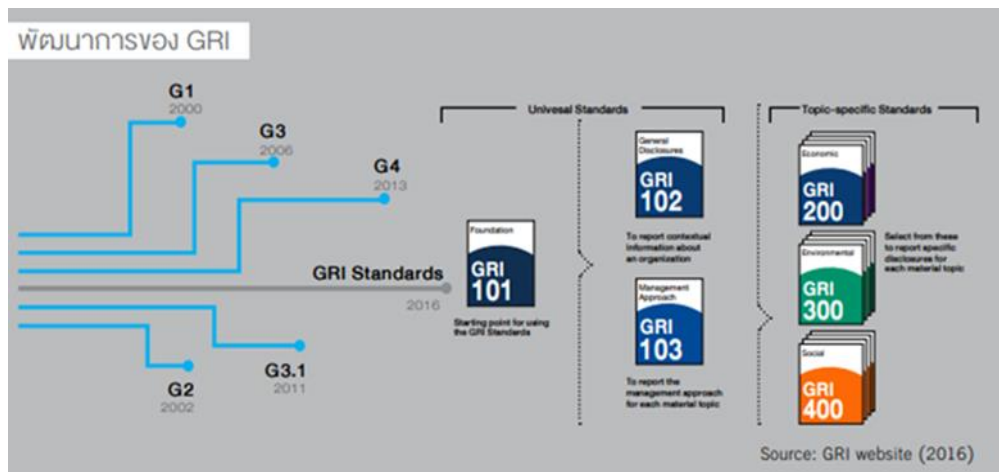 พัฒนาการของ GRI
G1
2000
G3
2006
G4
2013
GRI Standards
2016
G3.1
2011
G2
2002
Univesal Standards
Foundation
GRI
101
Starting point for using
the GRI Standards
General
Disclosures
GRI
102
To report contextual
information about
an organization
Management
Approach
GRI
103
To report the
management approach
for each material topic
Topic-specific Standards
Economic
GRI
200
Environmental
GRI
300
Social
GRI
400
Select from these
to report specific
disclosures for
each material topic
Source: GRI website (2016)